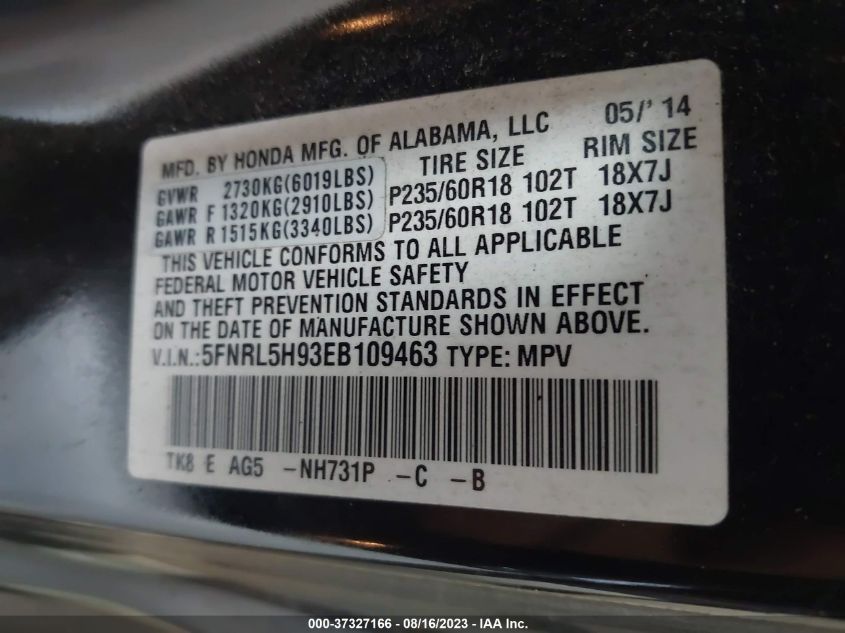 MFD. BY HONDA MFG. OF ALABAMA, LLC 05/' 14
TIRE SIZE RIM SIZE
GVWR 2730KG(6019LBS)
GAWR F 1320KG(2910LBS) P235/60R18 102T 18X7J
GAWR R 1515KG(3340LBS) P235/60R18 102T 18X7J
THIS VEHICLE CONFORMS TO ALL APPLICABLE
FEDERAL MOTOR VEHICLE SAFETY
AND THEFT PREVENTION STANDARDS IN EFFECT
ON THE DATE OF MANUFACTURE SHOWN ABOVE.
V.I.N.:5FNRL5H93EB109463 TYPE: MPV
TK8 E AG5 -NH731P -C -B
000-37327166 - 08/16/2023 - IAA Inc.